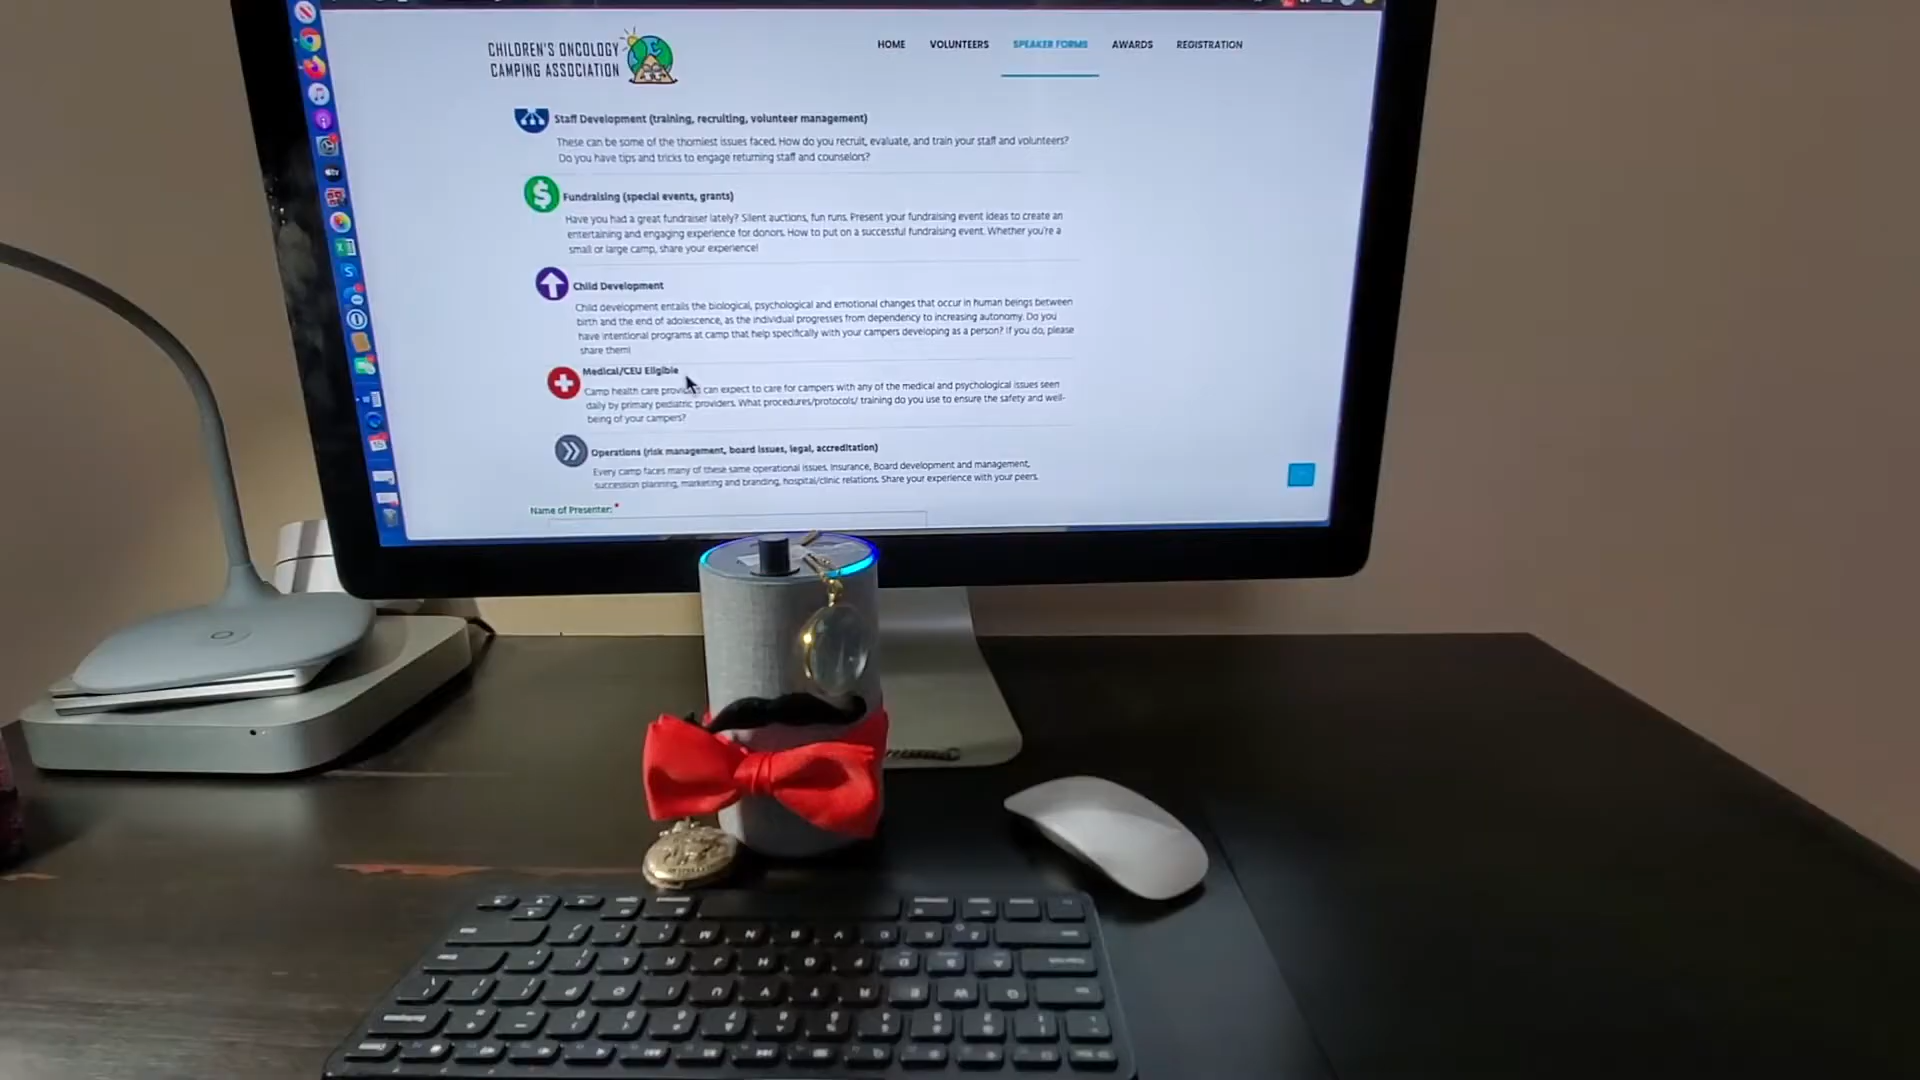 CHILDREN'S ONCOLOGY
CAMPING ASSOCIATION
HOME VOLUNTEERS SPEAKER FORMS AWARDS REGISTRATION
Staff Development (training, recruiting, volunteer management)
These can be some of the thorniest issues faced. How do you recruit, evaluate, and train your staff and volunteers?
Do you have tips and tricks to engage returning staff and counselors?
Fundraising (special events, grants)
Have you had a great fundraiser lately? Silent auctions, fun runs. Present your fundraising event ideas to create an
entertaining and engaging experience for donors. How to put on a successful fundraising event. Whether you're a
small or large camp, share your experience!
Child Development
Child development entails the biological, psychological and emotional changes that occur in human beings between
birth and the end of adolescence, as the individual progresses from dependency to increasing autonomy. Do you
have intentional programs at camp that help specifically with your campers developing as a person? If you do, please
share them!
Medical/CEU Eligible
Camp health care providers can expect to care for campers with any of the medical and psychological issues seen
daily by primary pediatric providers. What procedures/protocols/ training do you use to ensure the safety and well-
being of your campers?
Operations (risk management, board issues, legal, accreditation)
Every camp faces many of these same operational issues. Insurance, Board development and management,
succession planning, marketing and branding, hospital/clinic relations. Share your experience with your peers.
Name of Presenter: *